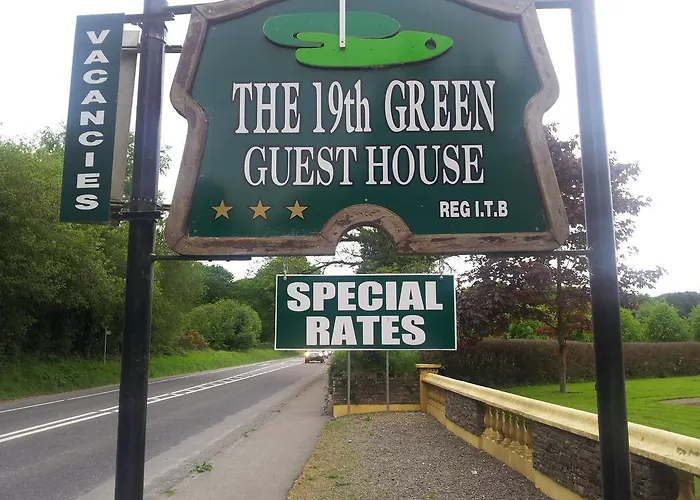 VACANCIES
THE 19th GREEN
GUEST HOUSE
REG I.T.B
SPECIAL
RATES